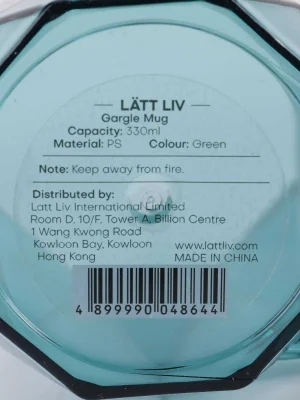 LÄTT LIV
Gargle Mug
Capacity: 330ml
Material: PS Colour: Green
Note: Keep away from fire.
Distributed by:
Latt Liv International Limited
Room D, 10/F, Tower A, Billion Centre
1 Wang Kwong Road
Kowloon Bay, Kowloon www.lattliv.com
Hong Kong MADE IN CHINA
4 899990 048644